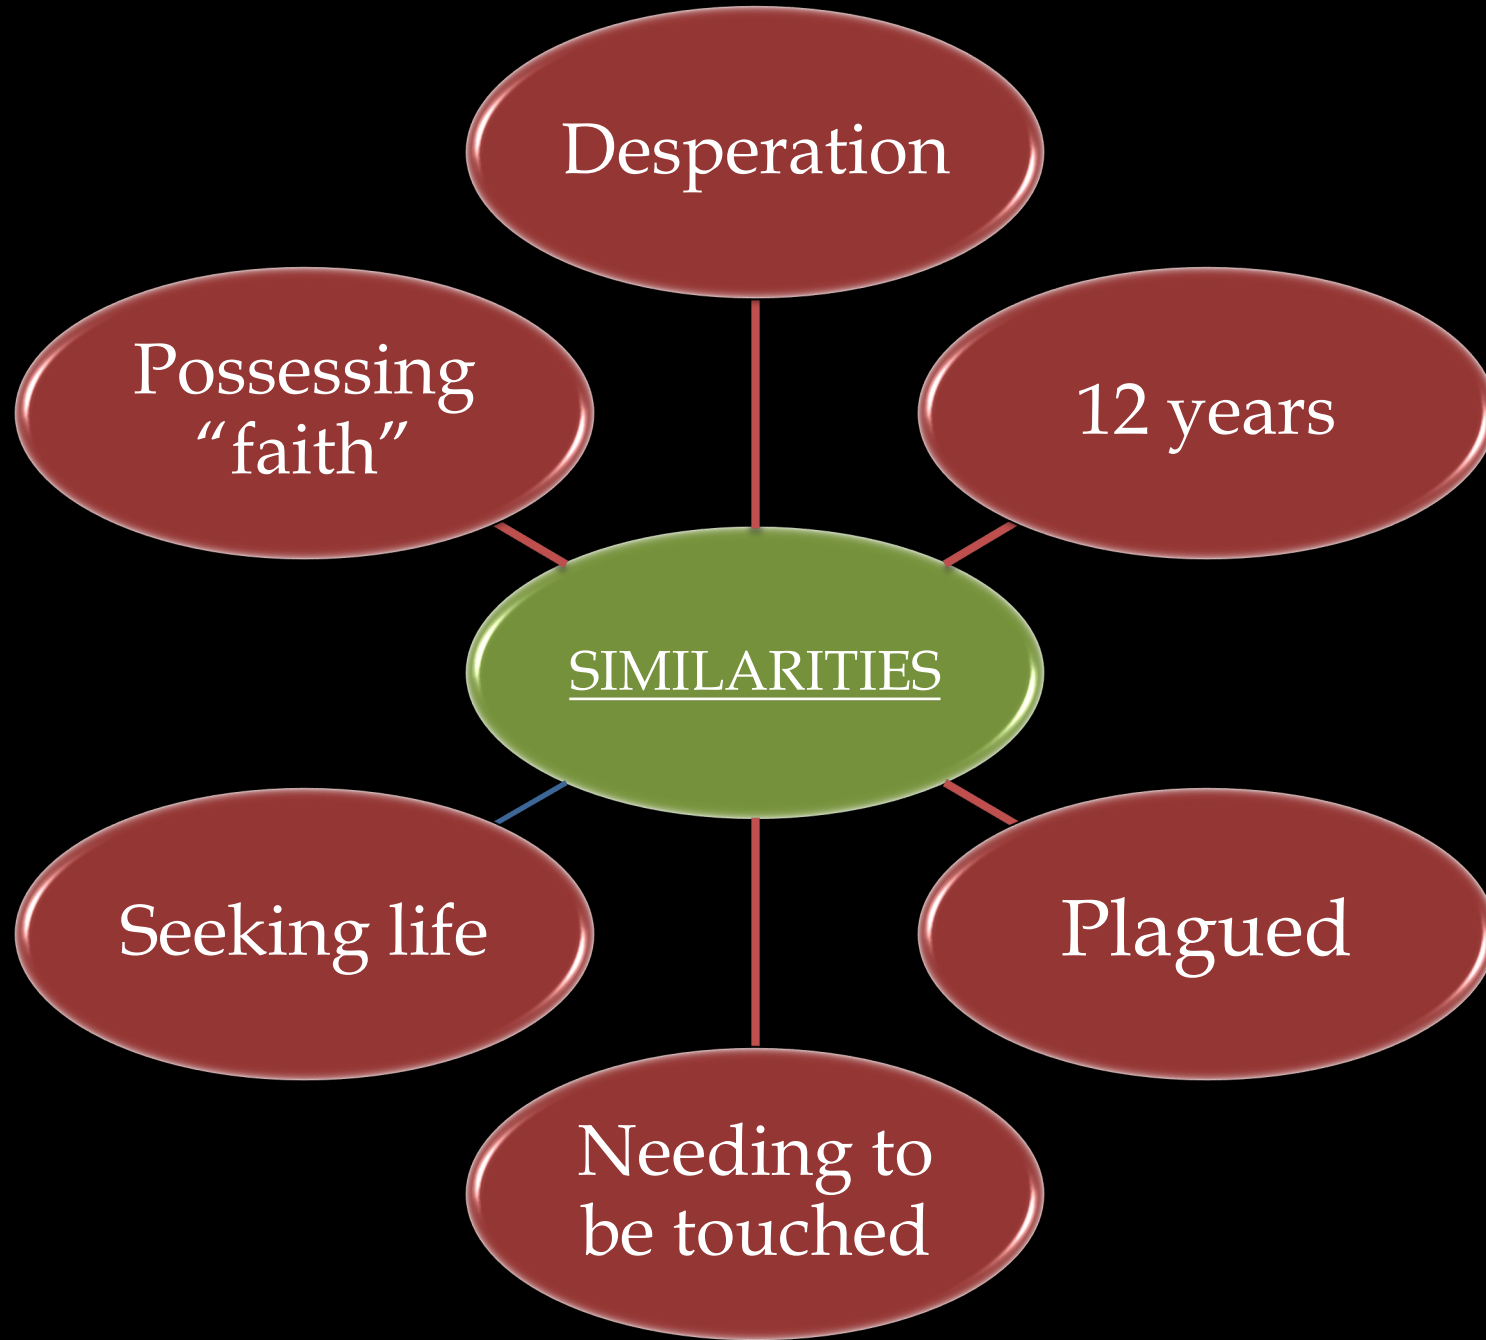 Desperation
Possessing
“faith”
12 years
SIMILARITIES
Seeking life
Plagued
Needing to
be touched